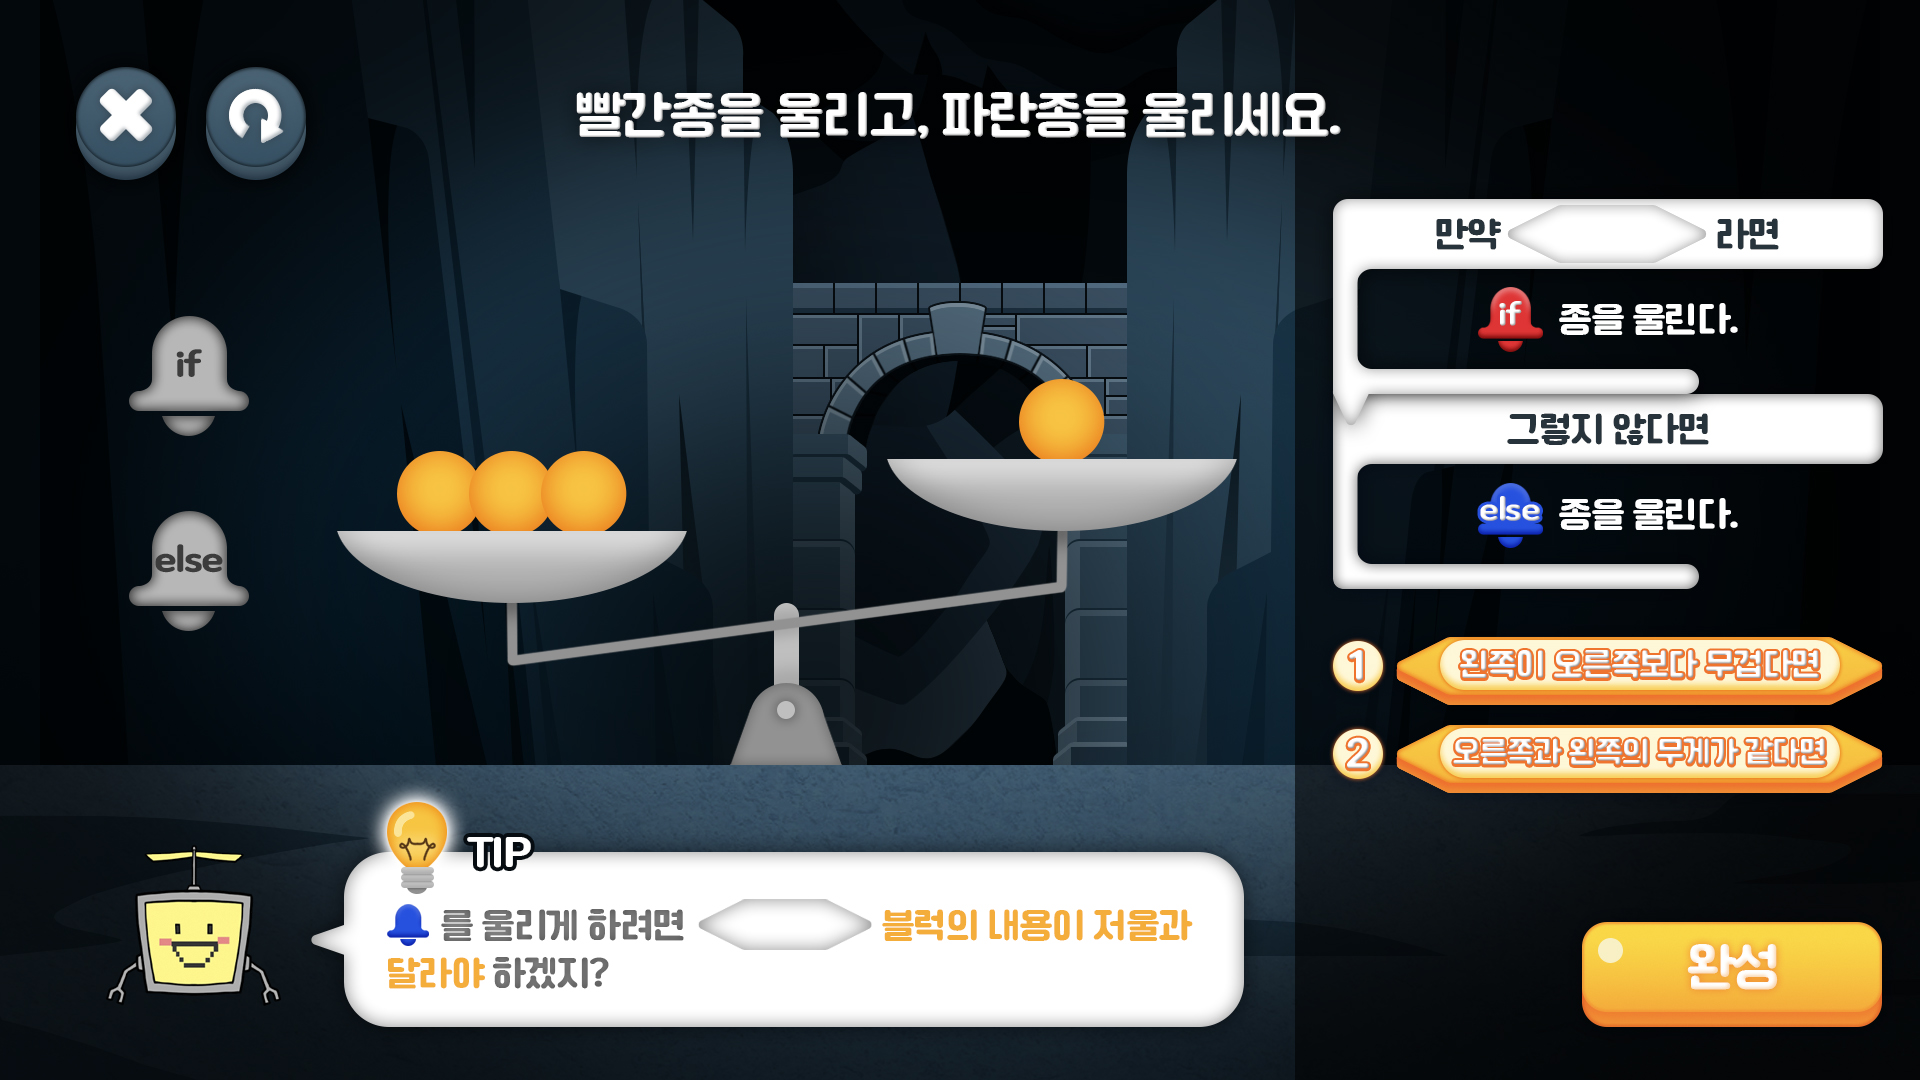 빨간종을 울리고, 파란종을 울리세요.
if
else
만약 라면
if 종을 울린다.
그렇지 않다면
else 종을 울린다.
1 왼쪽이 오른쪽보다 무겁다면
2 오른쪽과 왼쪽의 무게가 같다면
TIP
를 울리게 하려면 블럭의 내용이 저울과
달라야 하겠지?
완성